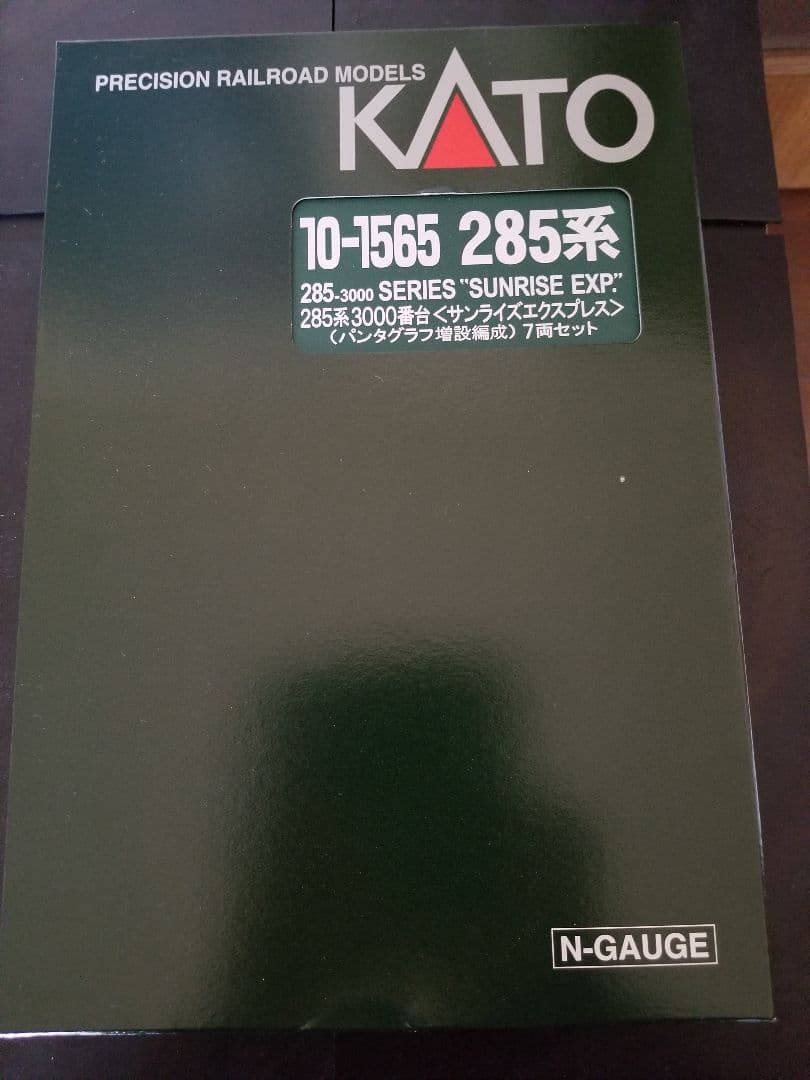 PRECISION RAILROAD MODELS
KATO
10-1565 285系
285-3000 SERIES "SUNRISE EXP."
285系3000番台<サンライズエクスプレス>
(パンタグラフ増設編成) 7両セット
N-GAUGE